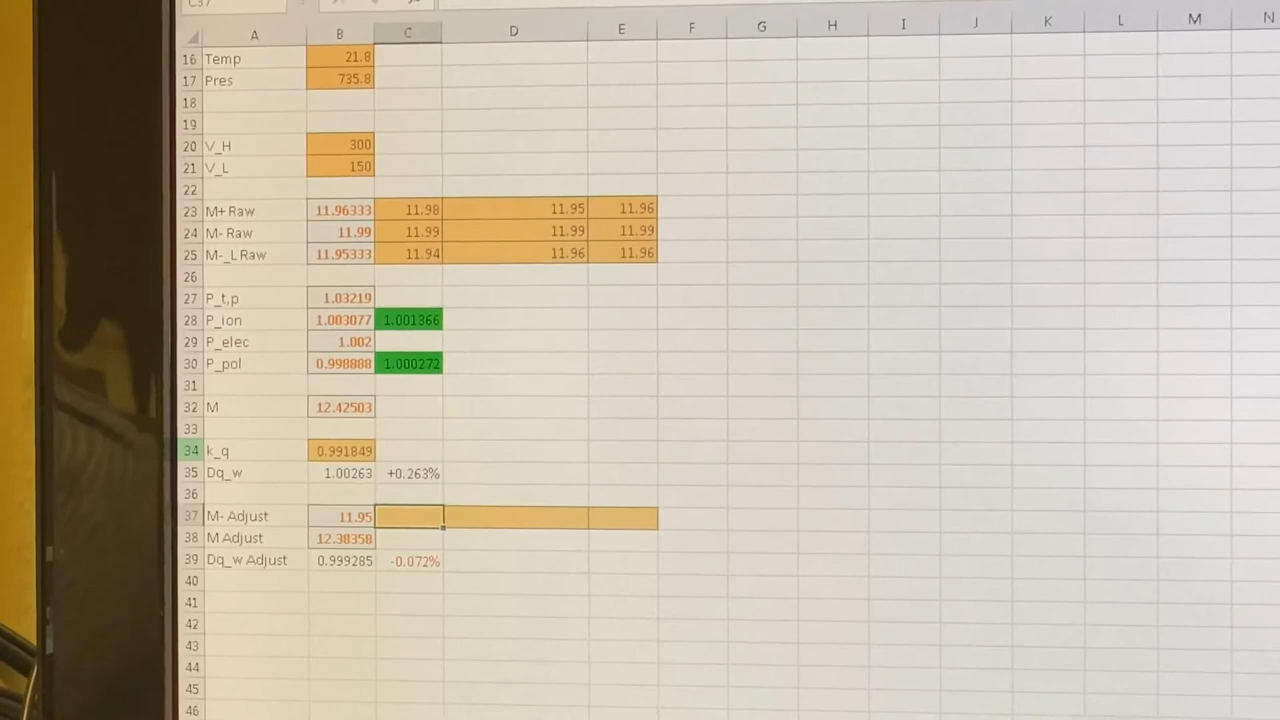 C37
A B C D E F G H I J K L M N
16 Temp 21.8
17 Pres 735.8
18
19
20 V_H 300
21 V_L 150
22
23 M+ Raw 11.96333 11.98 11.95 11.96
24 M- Raw 11.99 11.99 11.99 11.99
25 M-_L Raw 11.95333 11.94 11.96 11.96
26
27 P_t,p 1.03219
28 P_ion 1.003077 1.001366
29 P_elec 1.002
30 P_pol 0.998888 1.000272
31
32 M 12.42503
33
34 k_q 0.991849
35 Dq_w 1.00263 +0.263%
36
37 M- Adjust 11.95
38 M Adjust 12.38358
39 Dq_w Adjust 0.999285 -0.072%
40
41
42
43
44
45
46